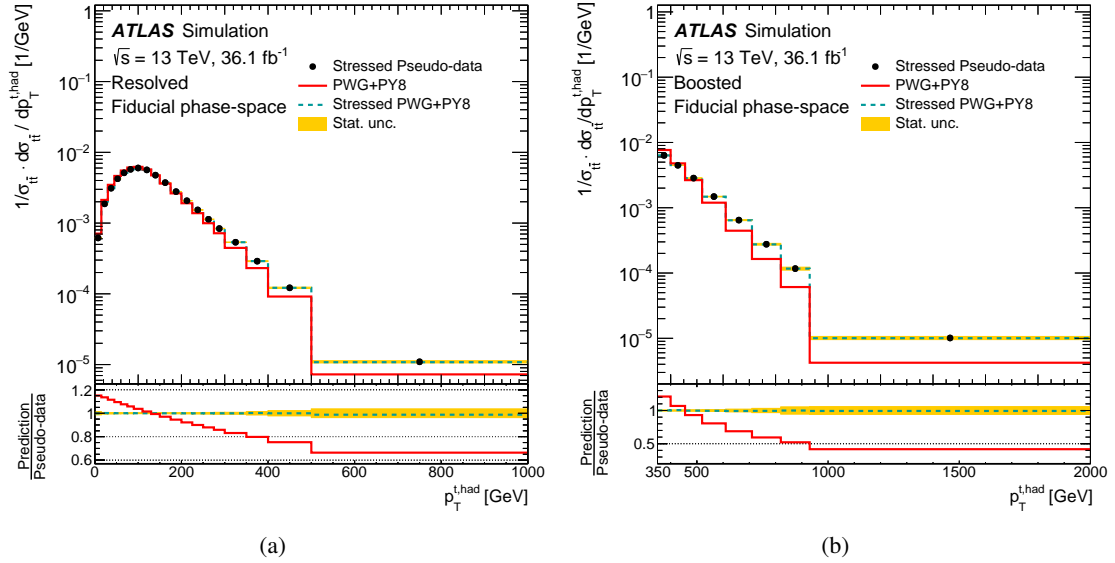 1/σ_tt̄ · dσ_tt̄ / dp_T^{t,had} [1/GeV]
1
10⁻¹
10⁻²
10⁻³
10⁻⁴
10⁻⁵
ATLAS Simulation
√s = 13 TeV, 36.1 fb⁻¹
Resolved
Fiducial phase-space
Stressed Pseudo-data
PWG+PY8
Stressed PWG+PY8
Stat. unc.
Prediction
Pseudo-data
1.2
1
0.8
0.6
0 200 400 600 800 1000
p_T^{t,had} [GeV]
(a)
1/σ_tt̄ · dσ_tt̄/dp_T^{t,had} [1/GeV]
1
10⁻¹
10⁻²
10⁻³
10⁻⁴
10⁻⁵
ATLAS Simulation
√s = 13 TeV, 36.1 fb⁻¹
Boosted
Fiducial phase-space
Stressed Pseudo-data
PWG+PY8
Stressed PWG+PY8
Stat. unc.
Prediction
Pseudo-data
1
0.5
350 500 1000 1500 2000
p_T^{t,had} [GeV]
(b)